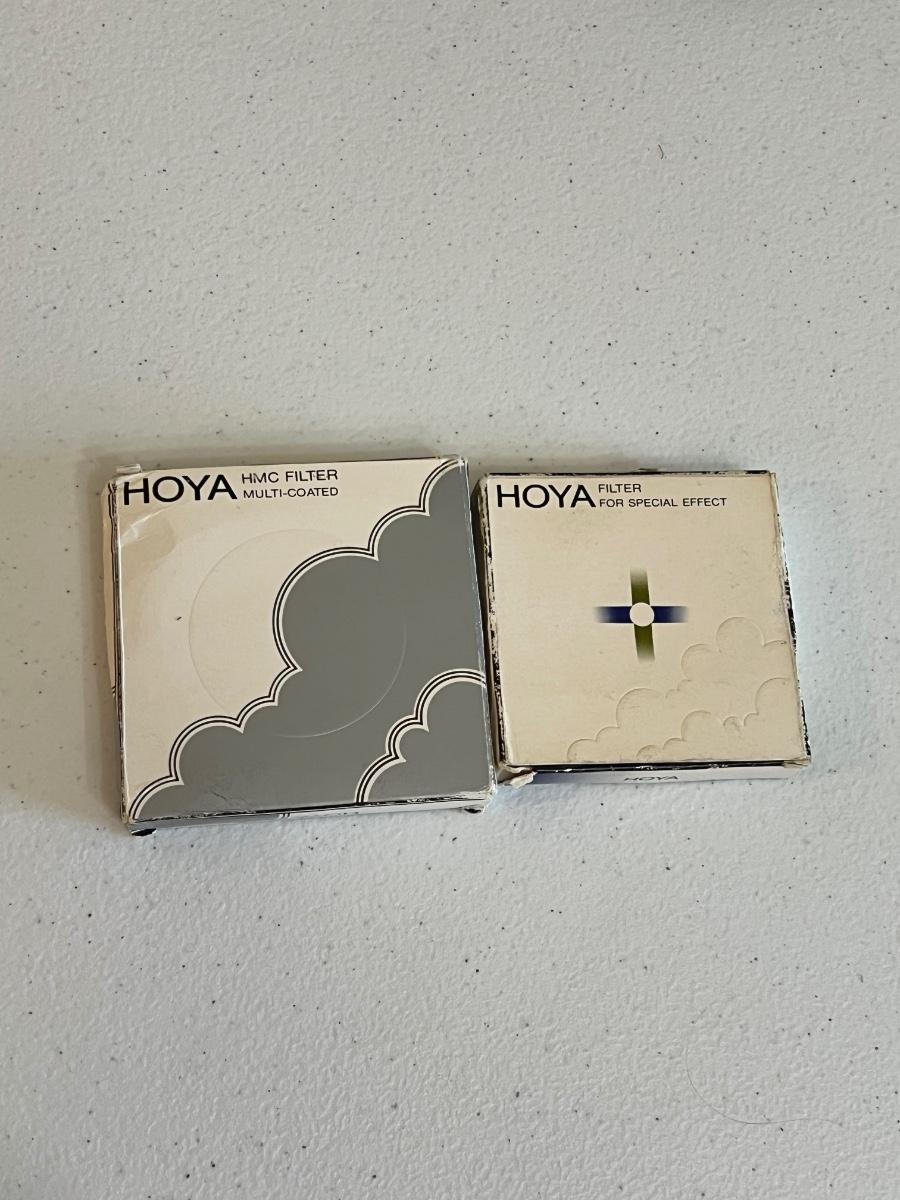 HOYA HMC FILTER
MULTI-COATED
HOYA FILTER
FOR SPECIAL EFFECT
HOYA